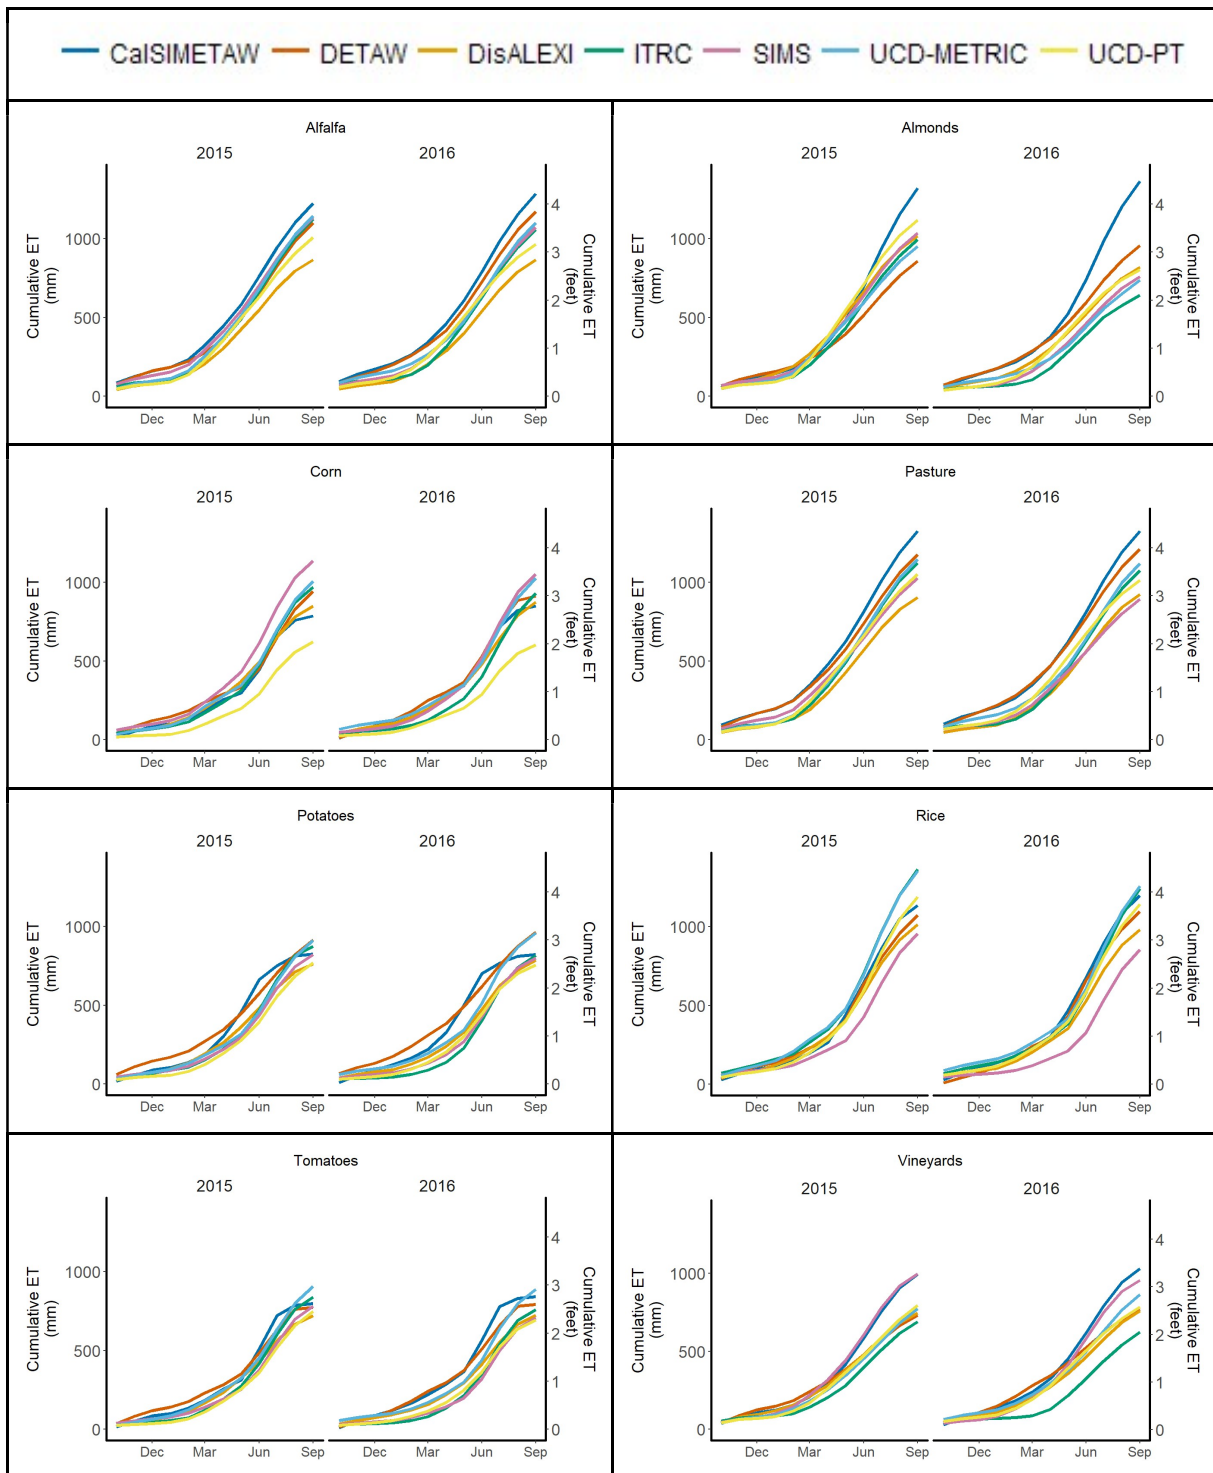 CalSIMETAW DETAW DisALEXI ITRC SIMS UCD-METRIC UCD-PT
Alfalfa
2015 2016
Cumulative ET
(mm)
1000
500
0
Dec Mar Jun Sep Dec Mar Jun Sep
4
3
2
1
0
Cumulative ET
(feet)
Almonds
2015 2016
Cumulative ET
(mm)
1000
500
0
Dec Mar Jun Sep Dec Mar Jun Sep
4
3
2
1
0
Cumulative ET
(feet)
Corn
2015 2016
Cumulative ET
(mm)
1000
500
0
Dec Mar Jun Sep Dec Mar Jun Sep
4
3
2
1
0
Cumulative ET
(feet)
Pasture
2015 2016
Cumulative ET
(mm)
1000
500
0
Dec Mar Jun Sep Dec Mar Jun Sep
4
3
2
1
0
Cumulative ET
(feet)
Potatoes
2015 2016
Cumulative ET
(mm)
1000
500
0
Dec Mar Jun Sep Dec Mar Jun Sep
4
3
2
1
0
Cumulative ET
(feet)
Rice
2015 2016
Cumulative ET
(mm)
1000
500
0
Dec Mar Jun Sep Dec Mar Jun Sep
4
3
2
1
0
Cumulative ET
(feet)
Tomatoes
2015 2016
Cumulative ET
(mm)
1000
500
0
Dec Mar Jun Sep Dec Mar Jun Sep
4
3
2
1
0
Cumulative ET
(feet)
Vineyards
2015 2016
Cumulative ET
(mm)
1000
500
0
Dec Mar Jun Sep Dec Mar Jun Sep
4
3
2
1
0
Cumulative ET
(feet)